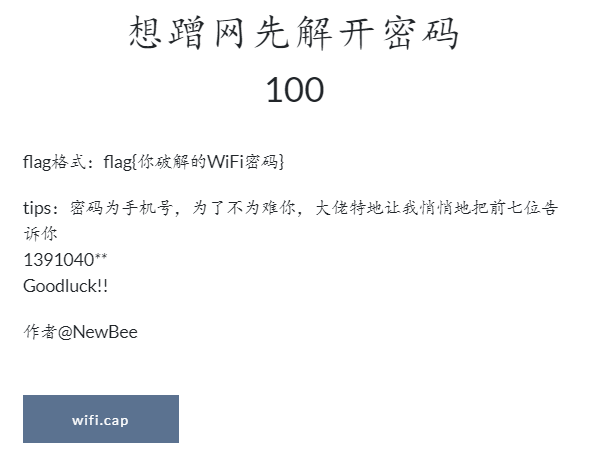 想蹭网先解开密码
100
flag格式：flag{你破解的WiFi密码}
tips：密码为手机号，为了不为难你，大佬特地让我悄悄地把前七位告
诉你
1391040**
Goodluck!!
作者@NewBee
wifi.cap